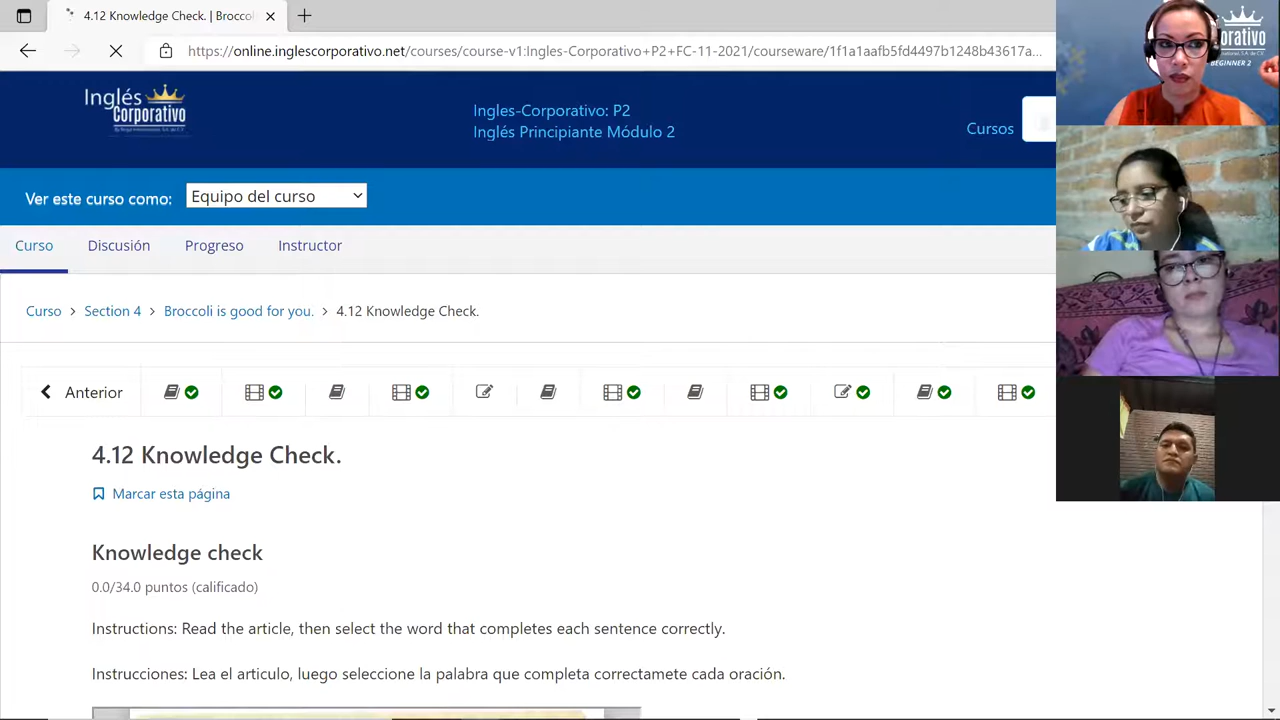 4.12 Knowledge Check. | Brocco
https://online.inglescorporativo.net/courses/course-v1:Ingles-Corporativo+P2+FC-11-2021/courseware/1f1a1aafb5fd4497b1248b43617a...
Inglés
Corporativo
Ingles-Corporativo: P2
Inglés Principiante Módulo 2
Cursos
orativo
BEGINNER 2
Ver este curso como:
Equipo del curso
Curso
Discusión
Progreso
Instructor
Curso > Section 4 > Broccoli is good for you. > 4.12 Knowledge Check.
Anterior
4.12 Knowledge Check.
Marcar esta página
Knowledge check
0.0/34.0 puntos (calificado)
Instructions: Read the article, then select the word that completes each sentence correctly.
Instrucciones: Lea el articulo, luego seleccione la palabra que completa correctamete cada oración.